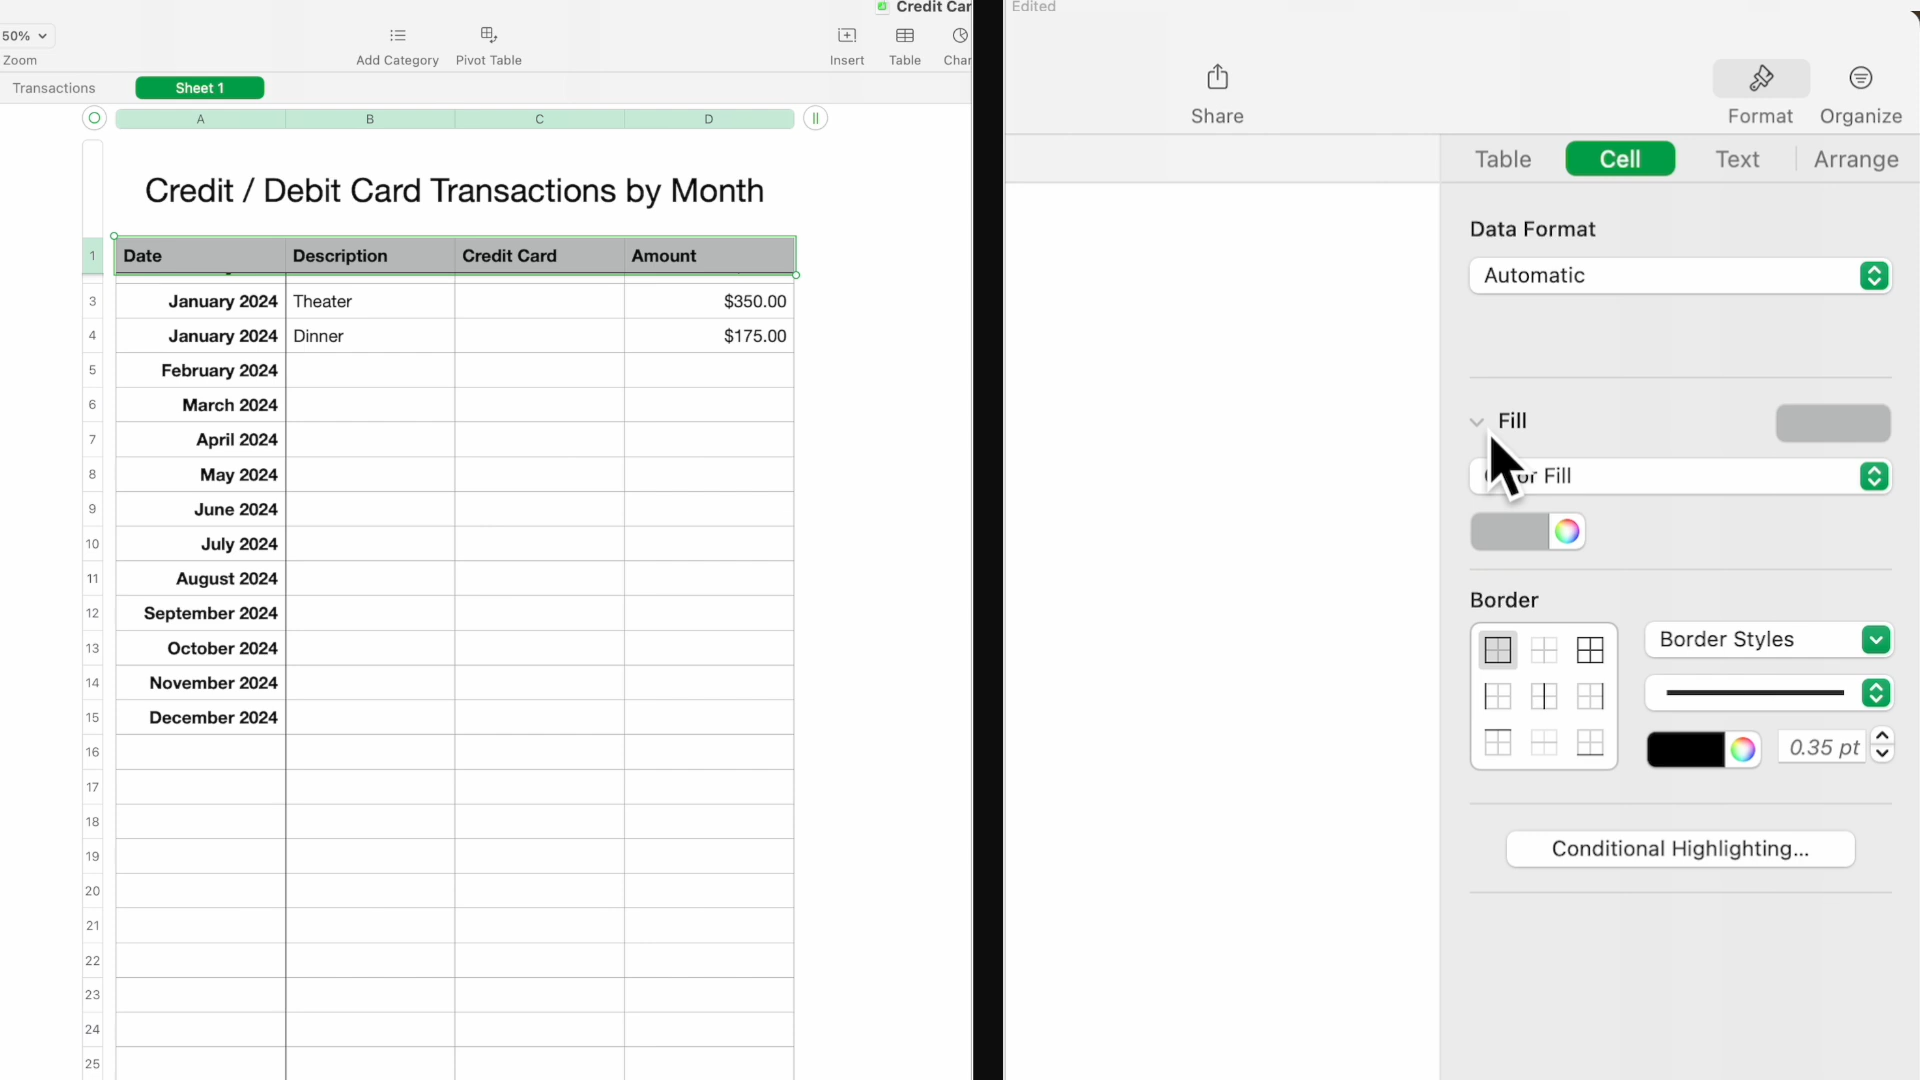 Credit Car
50%
Zoom
Add Category
Pivot Table
Insert
Table
Char
Transactions
Sheet 1
A B C D
Credit / Debit Card Transactions by Month
1 Date Description Credit Card Amount
3 January 2024 Theater $350.00
4 January 2024 Dinner $175.00
5 February 2024
6 March 2024
7 April 2024
8 May 2024
9 June 2024
10 July 2024
11 August 2024
12 September 2024
13 October 2024
14 November 2024
15 December 2024
16
17
18
19
20
21
22
23
24
25
Edited
Share
Format
Organize
Table Cell Text Arrange
Data Format
Automatic
Fill
or Fill
Border
Border Styles
0.35 pt
Conditional Highlighting...